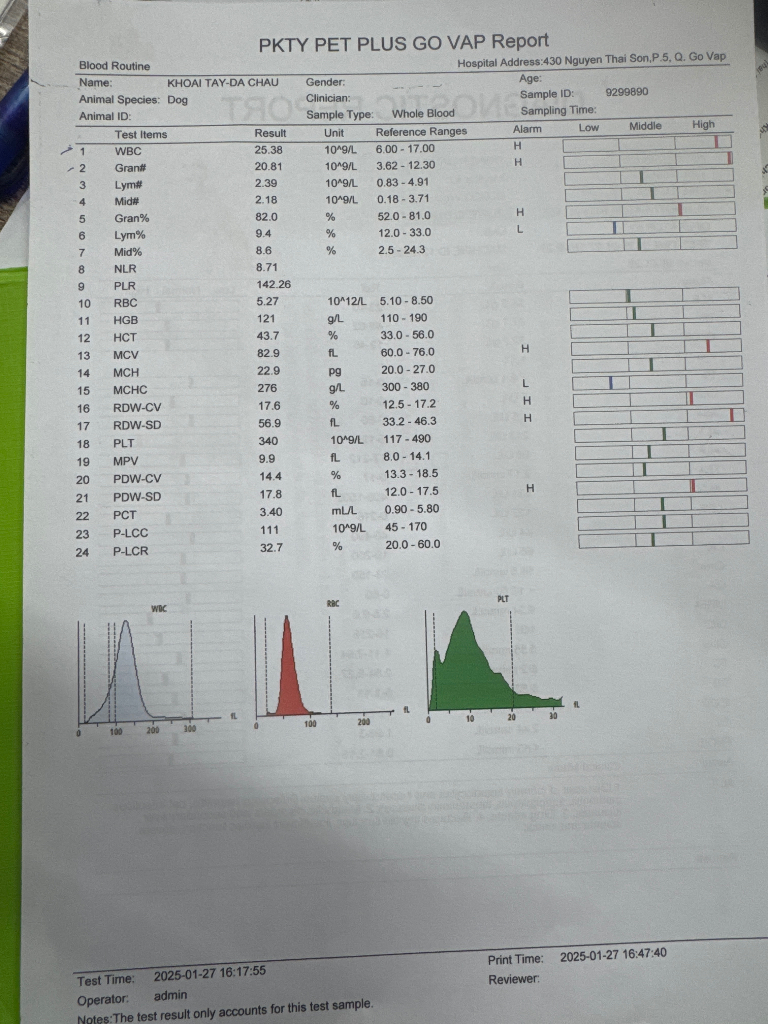 PKTY PET PLUS GO VAP Report
Blood Routine Hospital Address:430 Nguyen Thai Son,P.5, Q. Go Vap
Name: KHOAI TAY-DA CHAU Gender: Age:
Animal Species: Dog Clinician: Sample ID: 9299890
Animal ID: Sample Type: Whole Blood Sampling Time:
Test Items Result Unit Reference Ranges Alarm Low Middle High
1 WBC 25.38 10^9/L 6.00 - 17.00 H
2 Gran# 20.81 10^9/L 3.62 - 12.30 H
3 Lym# 2.39 10^9/L 0.83 - 4.91
4 Mid# 2.18 10^9/L 0.18 - 3.71
5 Gran% 82.0 % 52.0 - 81.0 H
6 Lym% 9.4 % 12.0 - 33.0 L
7 Mid% 8.6 % 2.5 - 24.3
8 NLR 8.71
9 PLR 142.26
10 RBC 5.27 10^12/L 5.10 - 8.50
11 HGB 121 g/L 110 - 190
12 HCT 43.7 % 33.0 - 56.0
13 MCV 82.9 fL 60.0 - 76.0 H
14 MCH 22.9 pg 20.0 - 27.0
15 MCHC 276 g/L 300 - 380 L
16 RDW-CV 17.6 % 12.5 - 17.2 H
17 RDW-SD 56.9 fL 33.2 - 46.3 H
18 PLT 340 10^9/L 117 - 490
19 MPV 9.9 fL 8.0 - 14.1
20 PDW-CV 14.4 % 13.3 - 18.5
21 PDW-SD 17.8 fL 12.0 - 17.5 H
22 PCT 3.40 mL/L 0.90 - 5.80
23 P-LCC 111 10^9/L 45 - 170
24 P-LCR 32.7 % 20.0 - 60.0
WBC RBC PLT
0 100 200 300 fL 0 100 200 fL 0 10 20 30 fL
Test Time: 2025-01-27 16:17:55 Print Time: 2025-01-27 16:47:40
Operator: admin Reviewer:
Notes:The test result only accounts for this test sample.